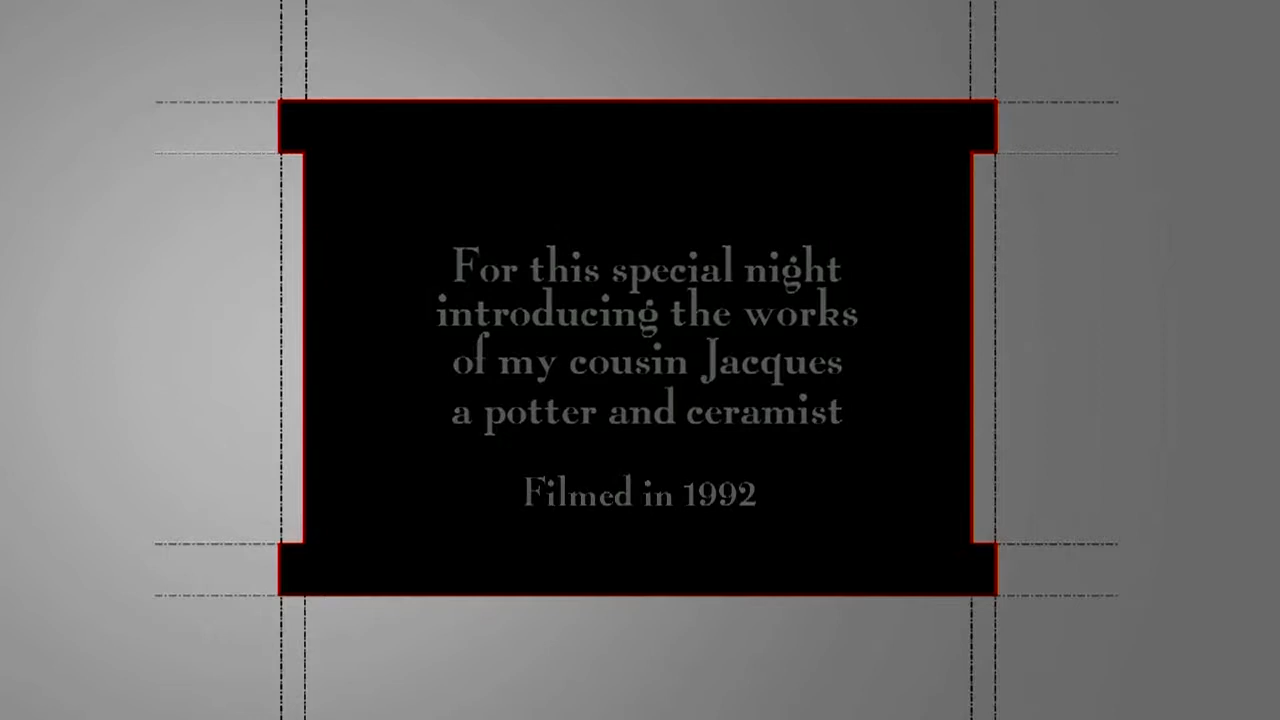 For this special night
introducing the works
of my cousin Jacques
a potter and ceramist
Filmed in 1992